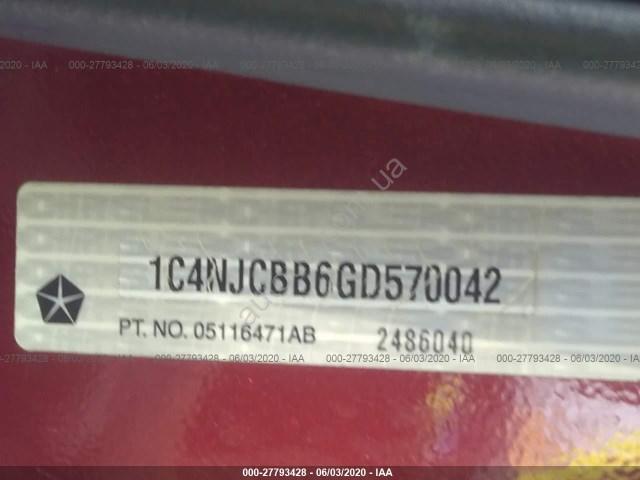 000-27793428 - 06/03/2020 - IAA
1C4NJCBB6GD570042
PT. NO. 05116471AB 2486040
000-27793428 - 06/03/2020 - IAA
000-27793428 - 06/03/2020 - IAA